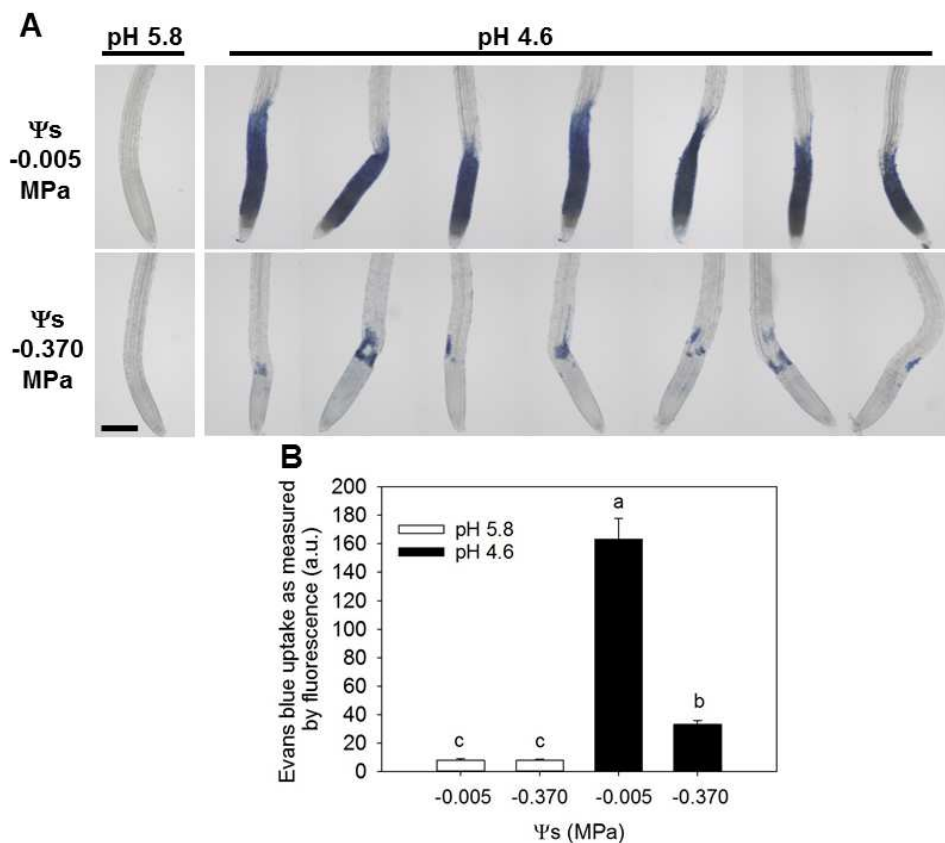 A
pH 5.8
pH 4.6
Ψs
-0.005
MPa
Ψs
-0.370
MPa
B
Evans blue uptake as measured
by fluorescence (a.u.)
200
180
160
140
120
100
80
60
40
20
0
pH 5.8
pH 4.6
c
c
a
b
-0.005
-0.370
-0.005
-0.370
Ψs (MPa)